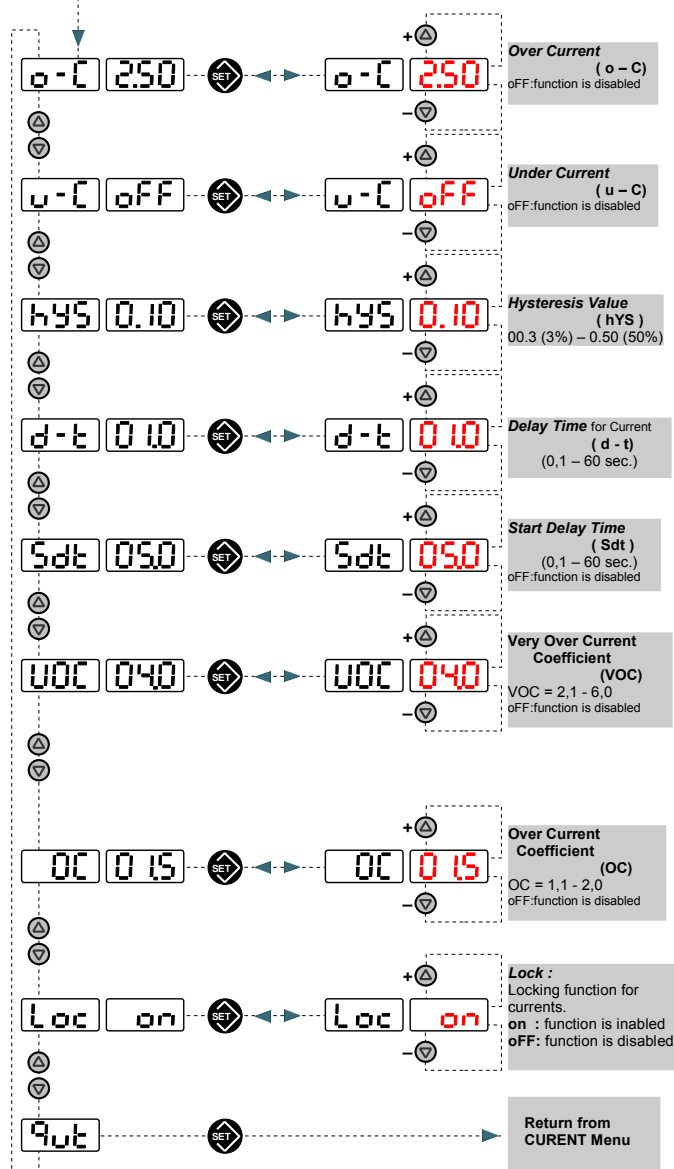 +
o-C 2.50 SET o-C 2.50
–
Over Current
( o – C)
oFF:function is disabled
+
u-C oFF SET u-C oFF
–
Under Current
( u – C)
oFF:function is disabled
+
hYS 0.10 SET hYS 0.10
–
Hysteresis Value
( hYS )
00.3 (3%) – 0.50 (50%)
+
d-t 01.0 SET d-t 01.0
–
Delay Time for Current
( d - t)
(0,1 – 60 sec.)
+
Sdt 05.0 SET Sdt 05.0
–
Start Delay Time
( Sdt )
(0,1 – 60 sec.)
oFF:function is disabled
+
UOC 04.0 SET UOC 04.0
–
Very Over Current
Coefficient
(VOC)
VOC = 2,1 - 6,0
oFF:function is disabled
+
OC 01.5 SET OC 01.5
–
Over Current
Coefficient
(OC)
OC = 1,1 - 2,0
oFF:function is disabled
+
Loc on SET Loc on
–
Lock :
Locking function for
currents.
on : function is inabled
oFF: function is disabled
qut SET
Return from
CURENT Menu